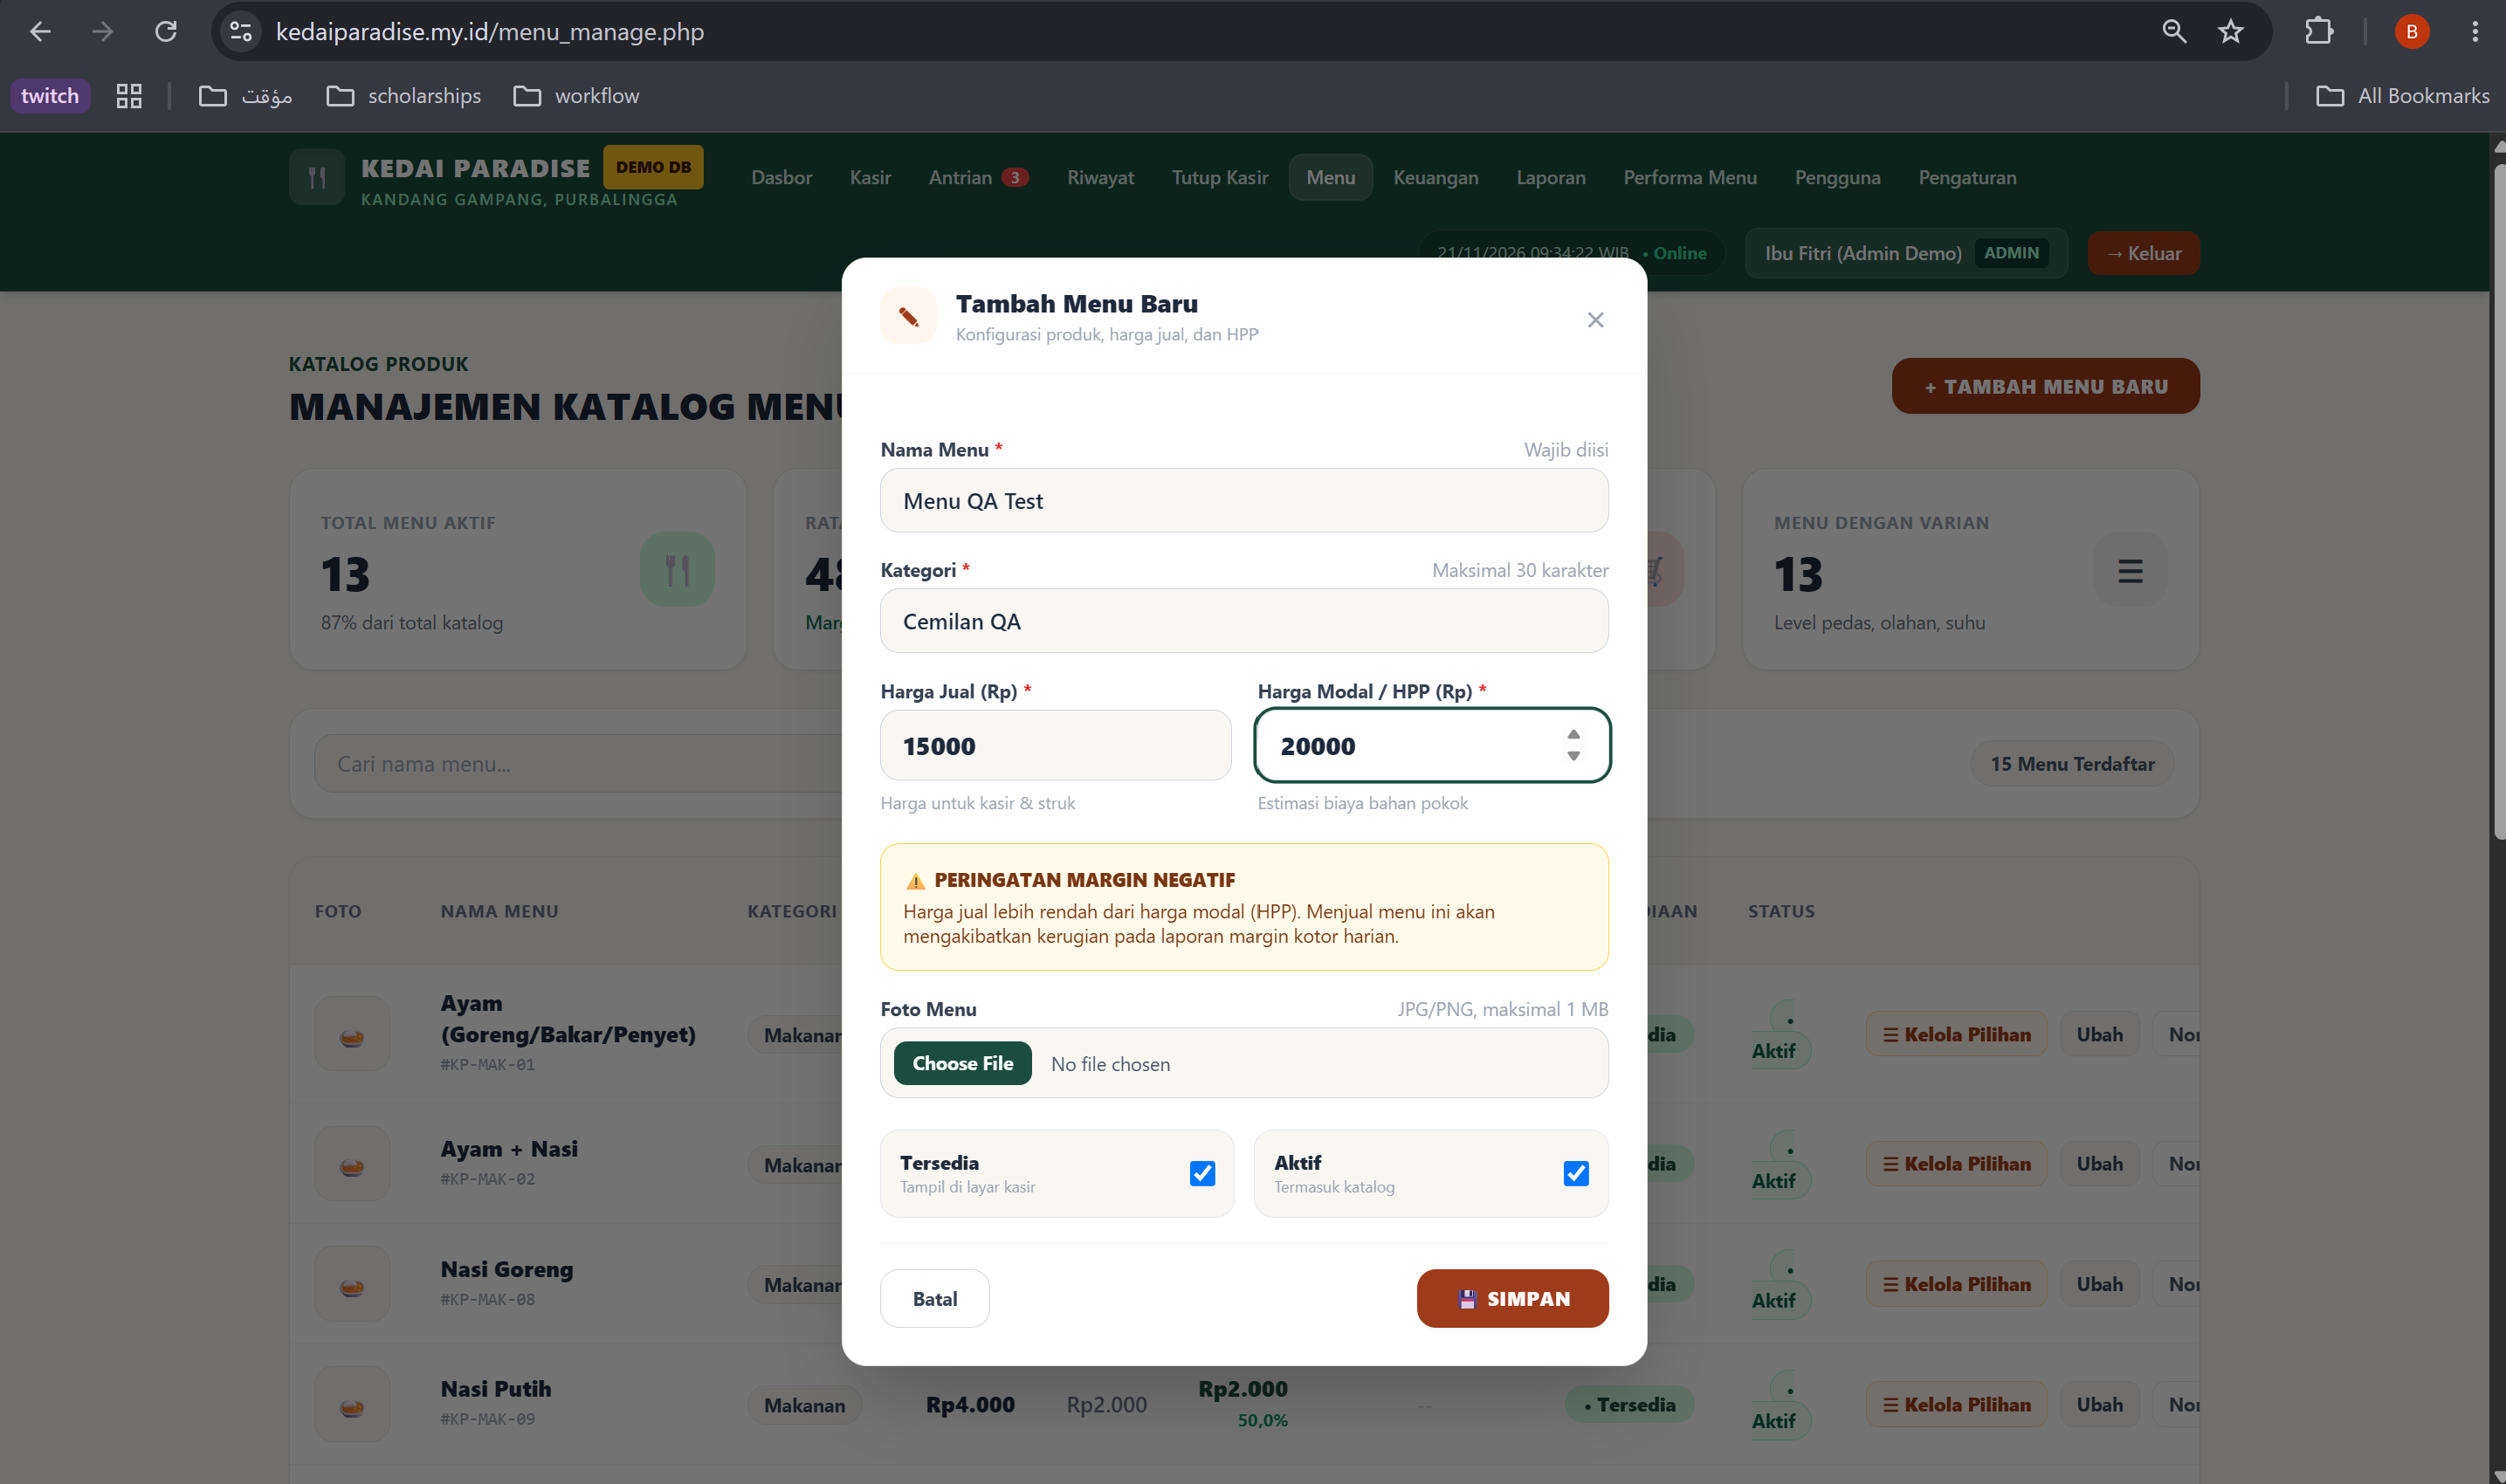 kedaiparadise.my.id/menu_manage.php
B
twitch
مؤقت
scholarships
workflow
All Bookmarks
KEDAI PARADISE
DEMO DB
KANDANG GAMPANG, PURBALINGGA
Dasbor Kasir Antrian 3 Riwayat Tutup Kasir Menu Keuangan Laporan Performa Menu Pengguna Pengaturan
21/11/2026 09:34:22 WIB • Online
Ibu Fitri (Admin Demo) ADMIN
→ Keluar
KATALOG PRODUK
MANAJEMEN KATALOG MENU
+ TAMBAH MENU BARU
TOTAL MENU AKTIF
13
87% dari total katalog
MENU DENGAN VARIAN
13
Level pedas, olahan, suhu
Cari nama menu...
15 Menu Terdaftar
FOTO NAMA MENU KATEGORI STATUS
Ayam
(Goreng/Bakar/Penyet)
#KP-MAK-01
Aktif
☰ Kelola Pilihan
Ubah
Ayam + Nasi
#KP-MAK-02
Aktif
☰ Kelola Pilihan
Ubah
Nasi Goreng
#KP-MAK-08
Aktif
☰ Kelola Pilihan
Ubah
Nasi Putih
#KP-MAK-09
Makanan
Rp4.000
Rp2.000
Rp2.000
50,0%
--
• Tersedia
Aktif
☰ Kelola Pilihan
Ubah
Tambah Menu Baru
Konfigurasi produk, harga jual, dan HPP
Nama Menu *
Wajib diisi
Menu QA Test
Kategori *
Maksimal 30 karakter
Cemilan QA
Harga Jual (Rp) *
Harga Modal / HPP (Rp) *
15000
20000
Harga untuk kasir & struk
Estimasi biaya bahan pokok
⚠ PERINGATAN MARGIN NEGATIF
Harga jual lebih rendah dari harga modal (HPP). Menjual menu ini akan
mengakibatkan kerugian pada laporan margin kotor harian.
Foto Menu
JPG/PNG, maksimal 1 MB
Choose File
No file chosen
Tersedia
Tampil di layar kasir
Aktif
Termasuk katalog
Batal
SIMPAN